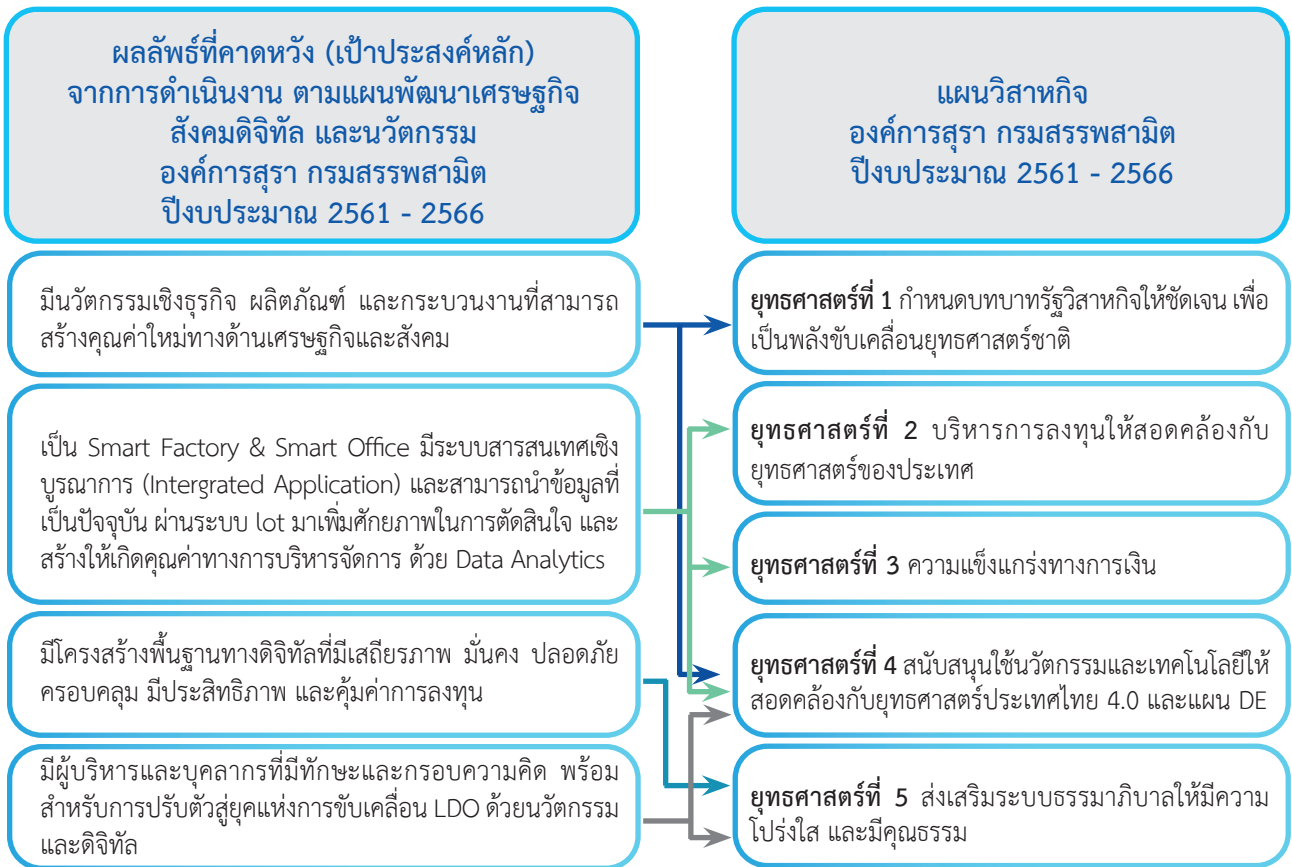 ผลลัพธ์ที่คาดหวัง (เป้าประสงค์หลัก)
จากการดำเนินงาน ตามแผนพัฒนาเศรษฐกิจ
สังคมดิจิทัล และนวัตกรรม
องค์การสุรา กรมสรรพสามิต
ปีงบประมาณ 2561 - 2566
มีนวัตกรรมเชิงธุรกิจ ผลิตภัณฑ์ และกระบวนงานที่สามารถ
สร้างคุณค่าใหม่ทางด้านเศรษฐกิจและสังคม
เป็น Smart Factory & Smart Office มีระบบสารสนเทศเชิง
บูรณาการ (Intergrated Application) และสามารถนำข้อมูลที่
เป็นปัจจุบัน ผ่านระบบ lot มาเพิ่มศักยภาพในการตัดสินใจ และ
สร้างให้เกิดคุณค่าทางการบริหารจัดการ ด้วย Data Analytics
มีโครงสร้างพื้นฐานทางดิจิทัลที่มีเสถียรภาพ มั่นคง ปลอดภัย
ครอบคลุม มีประสิทธิภาพ และคุ้มค่าการลงทุน
มีผู้บริหารและบุคลากรที่มีทักษะและกรอบความคิด พร้อม
สำหรับการปรับตัวสู่ยุคแห่งการขับเคลื่อน LDO ด้วยนวัตกรรม
และดิจิทัล
แผนวิสาหกิจ
องค์การสุรา กรมสรรพสามิต
ปีงบประมาณ 2561 - 2566
ยุทธศาสตร์ที่ 1 กำหนดบทบาทรัฐวิสาหกิจให้ชัดเจน เพื่อ
เป็นพลังขับเคลื่อนยุทธศาสตร์ชาติ
ยุทธศาสตร์ที่ 2 บริหารการลงทุนให้สอดคล้องกับ
ยุทธศาสตร์ของประเทศ
ยุทธศาสตร์ที่ 3 ความแข็งแกร่งทางการเงิน
ยุทธศาสตร์ที่ 4 สนับสนุนใช้นวัตกรรมและเทคโนโลยีให้
สอดคล้องกับยุทธศาสตร์ประเทศไทย 4.0 และแผน DE
ยุทธศาสตร์ที่ 5 ส่งเสริมระบบธรรมาภิบาลให้มีความ
โปร่งใส และมีคุณธรรม